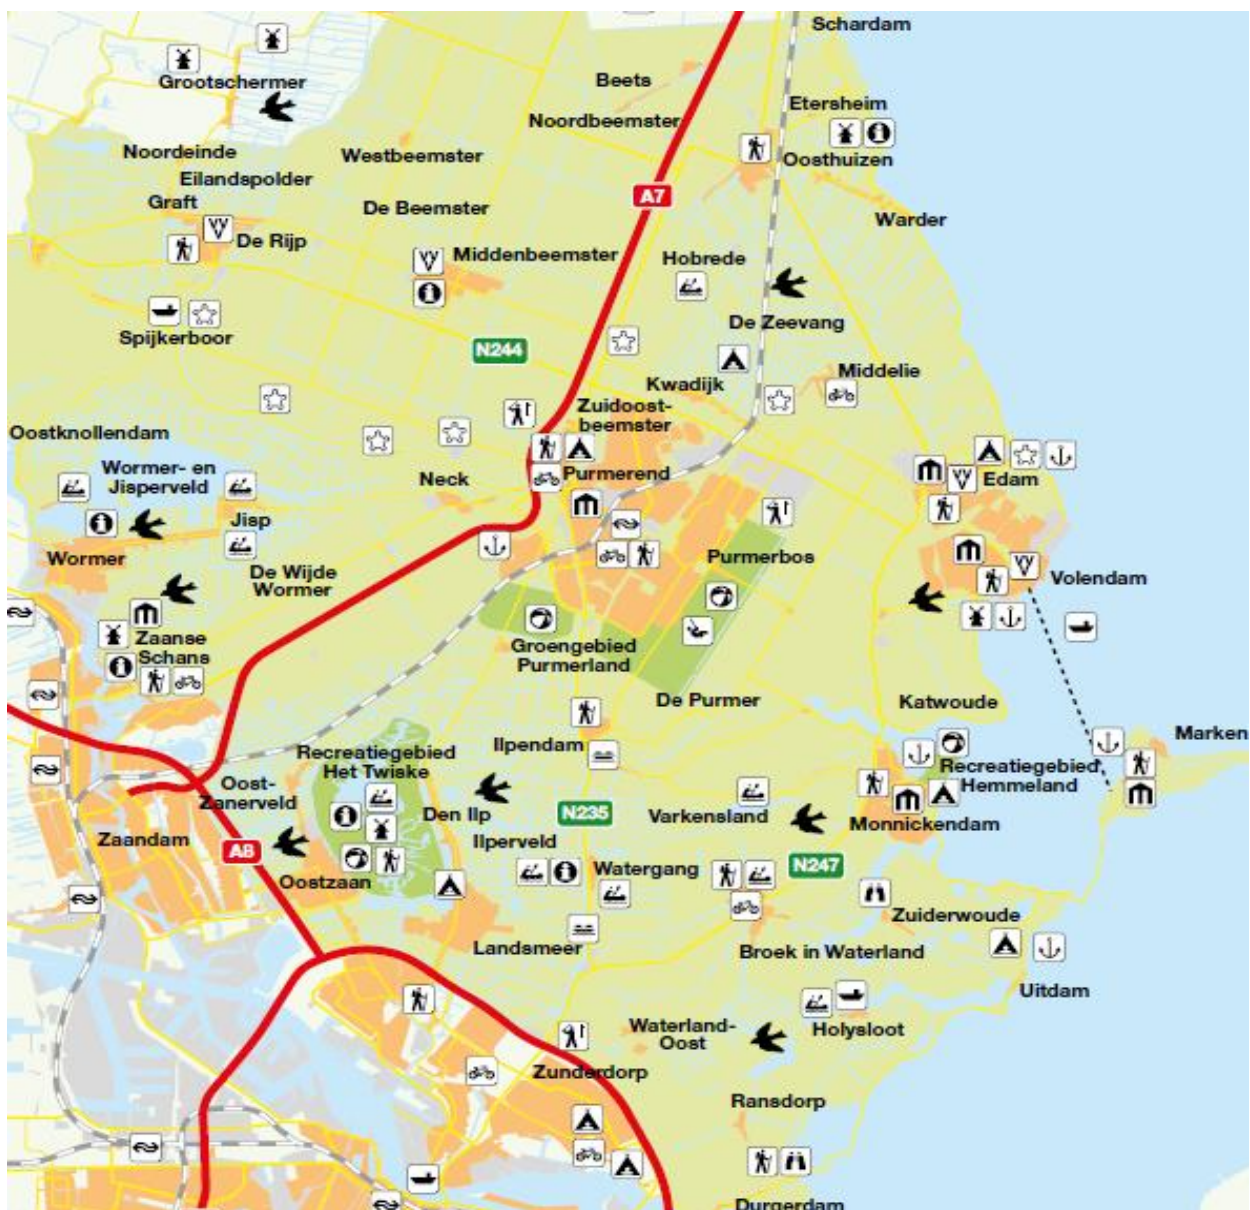 Schardam
Grootschermer
Beets
Etersheim
Noordbeemster
Noordeinde
Westbeemster
Oosthuizen
Eilandspolder
A7
Graft
De Beemster
Warder
De Rijp
Middenbeemster
Hobrede
De Zeevang
Spijkerboor
N244
Kwadijk
Middelie
Zuidoost-
beemster
Oostknollendam
Wormer- en
Jisperveld
Neck
Purmerend
Edam
Jisp
Wormer
De Wijde
Wormer
Purmerbos
Volendam
Zaanse
Schans
Groengebied
Purmerland
De Purmer
Katwoude
Ilpendam
Marken
Recreatiegebied
Het Twiske
Recreatiegebied
Hemmeland
Oost-
Zanerveld
Den Ilp
N235
Varkensland
Monnickendam
Zaandam
A8
Ilperveld
Oostzaan
Watergang
N247
Zuiderwoude
Landsmeer
Broek in Waterland
Uitdam
Waterland-
Oost
Holysloot
Zunderdorp
Ransdorp
Durgerdam